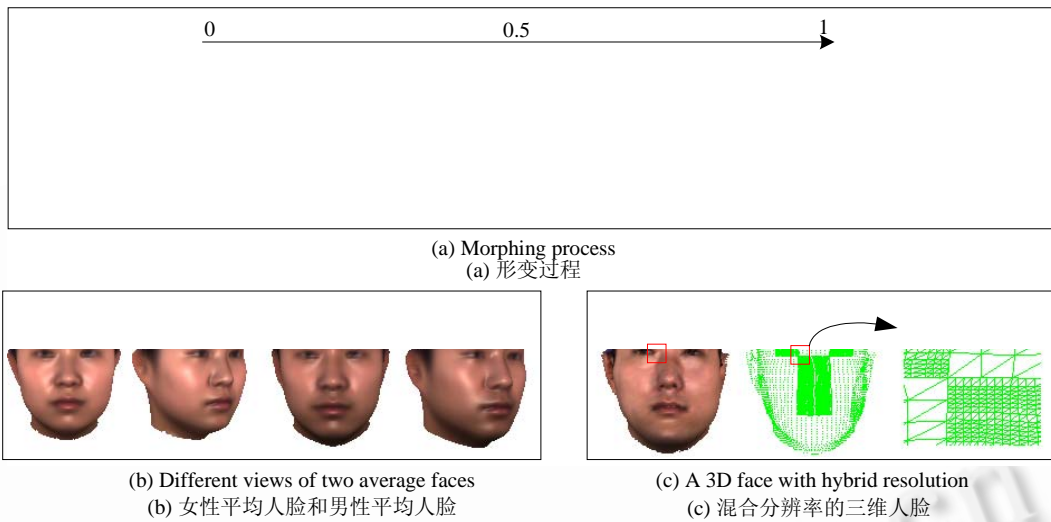 0 0.5 1
(a) Morphing process
(a) 形变过程
(b) Different views of two average faces
(b) 女性平均人脸和男性平均人脸
(c) A 3D face with hybrid resolution
(c) 混合分辨率的三维人脸